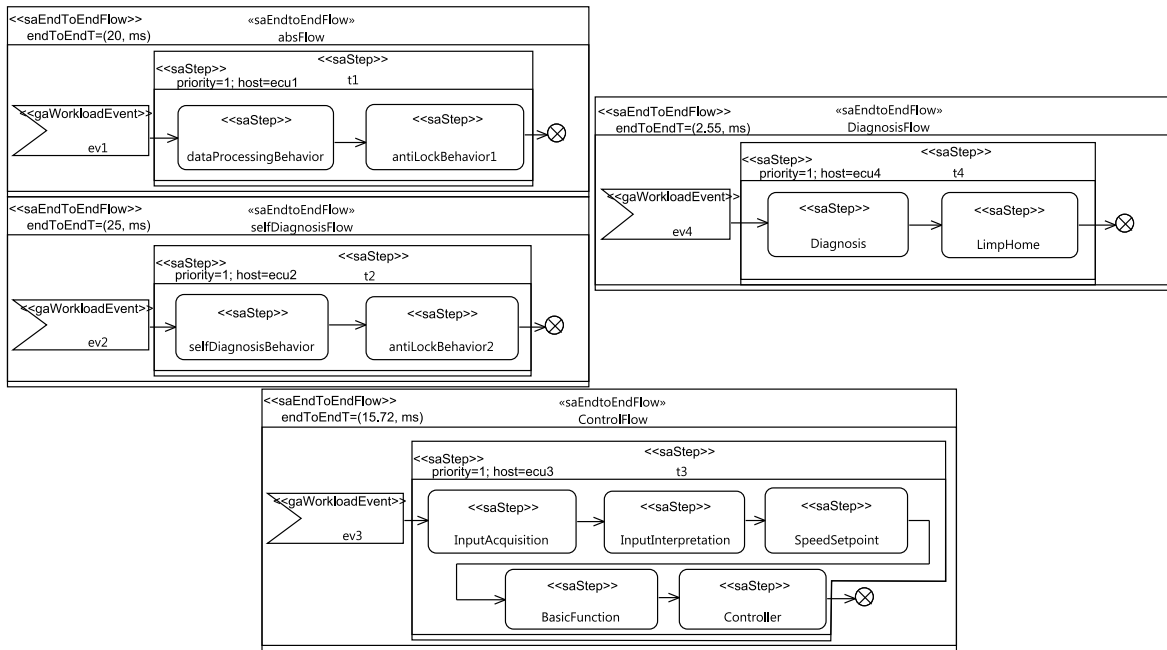 <<saEndToEndFlow>>
endToEndT=(20, ms)
«saEndtoEndFlow»
absFlow
<<saStep>>
priority=1; host=ecu1
<<saStep>>
t1
<<gaWorkloadEvent>>
ev1
<<saStep>>
dataProcessingBehavior
<<saStep>>
antiLockBehavior1
<<saEndToEndFlow>>
endToEndT=(25, ms)
«saEndtoEndFlow»
selfDiagnosisFlow
<<saStep>>
priority=1; host=ecu2
<<saStep>>
t2
<<gaWorkloadEvent>>
ev2
<<saStep>>
selfDiagnosisBehavior
<<saStep>>
antiLockBehavior2
<<saEndToEndFlow>>
endToEndT=(2.55, ms)
«saEndtoEndFlow»
DiagnosisFlow
<<saStep>>
priority=1; host=ecu4
<<saStep>>
t4
<<gaWorkloadEvent>>
ev4
<<saStep>>
Diagnosis
<<saStep>>
LimpHome
<<saEndToEndFlow>>
endToEndT=(15.72, ms)
«saEndtoEndFlow»
ControlFlow
<<saStep>>
priority=1; host=ecu3
<<saStep>>
t3
<<gaWorkloadEvent>>
ev3
<<saStep>>
InputAcquisition
<<saStep>>
InputInterpretation
<<saStep>>
SpeedSetpoint
<<saStep>>
BasicFunction
<<saStep>>
Controller